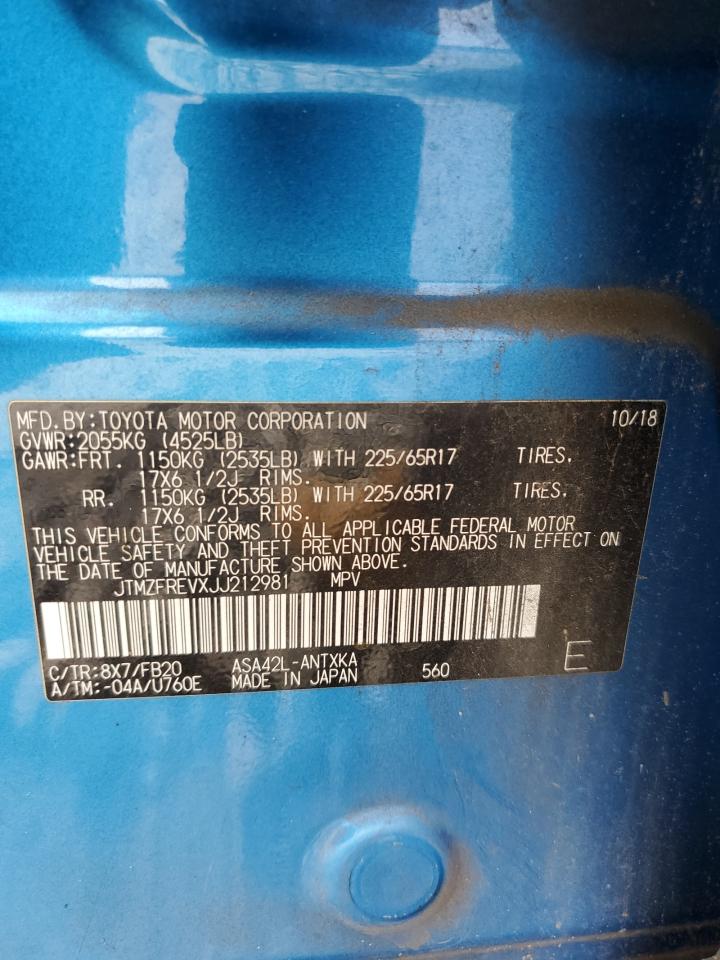 MFD.BY:TOYOTA MOTOR CORPORATION 10/18
GVWR:2055KG (4525LB)
GAWR:FRT. 1150KG (2535LB) WITH 225/65R17 TIRES,
17X6 1/2J RIMS.
RR. 1150KG (2535LB) WITH 225/65R17 TIRES,
17X6 1/2J RIMS.
THIS VEHICLE CONFORMS TO ALL APPLICABLE FEDERAL MOTOR
VEHICLE SAFETY AND THEFT PREVENTION STANDARDS IN EFFECT ON
THE DATE OF MANUFACTURE SHOWN ABOVE.
JTMZFREVXJJ212981 MPV
C/TR:8X7/FB20 ASA42L-ANTXKA
A/TM:-04A/U760E MADE IN JAPAN 560 E